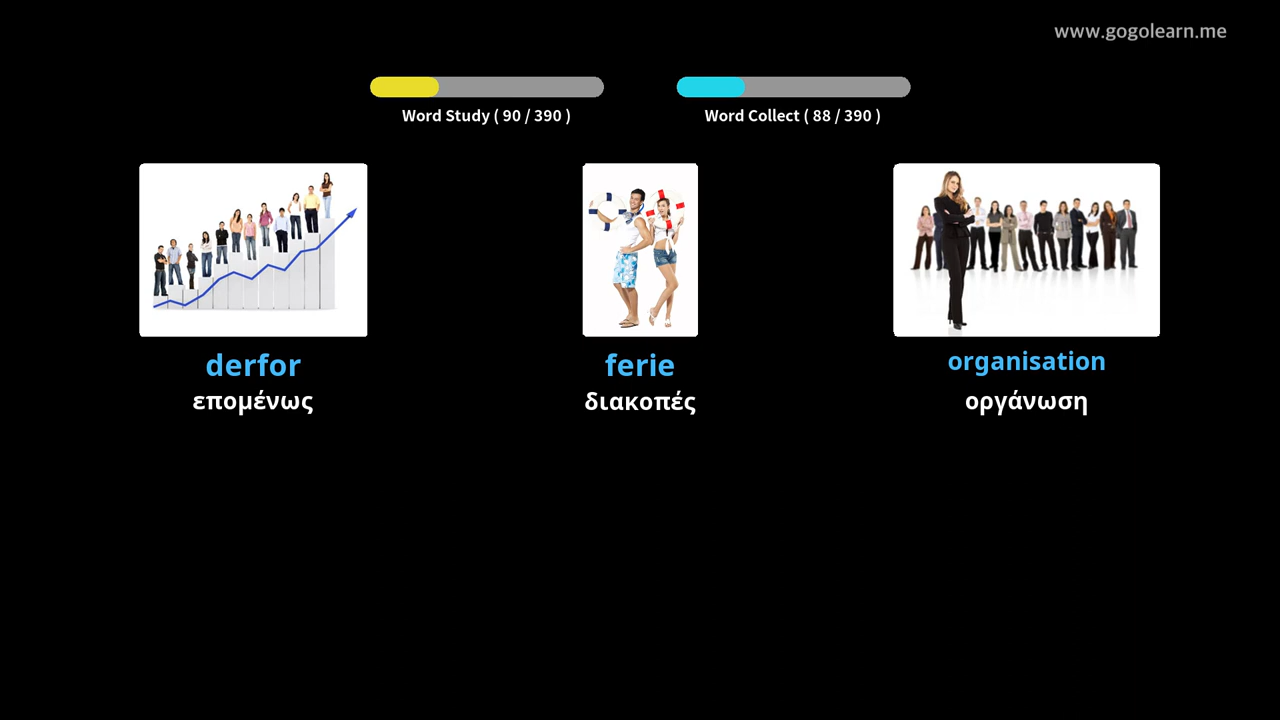 www.gogolearn.me
Word Study ( 90 / 390 )
Word Collect ( 88 / 390 )
derfor
επομένως
ferie
διακοπές
organisation
οργάνωση